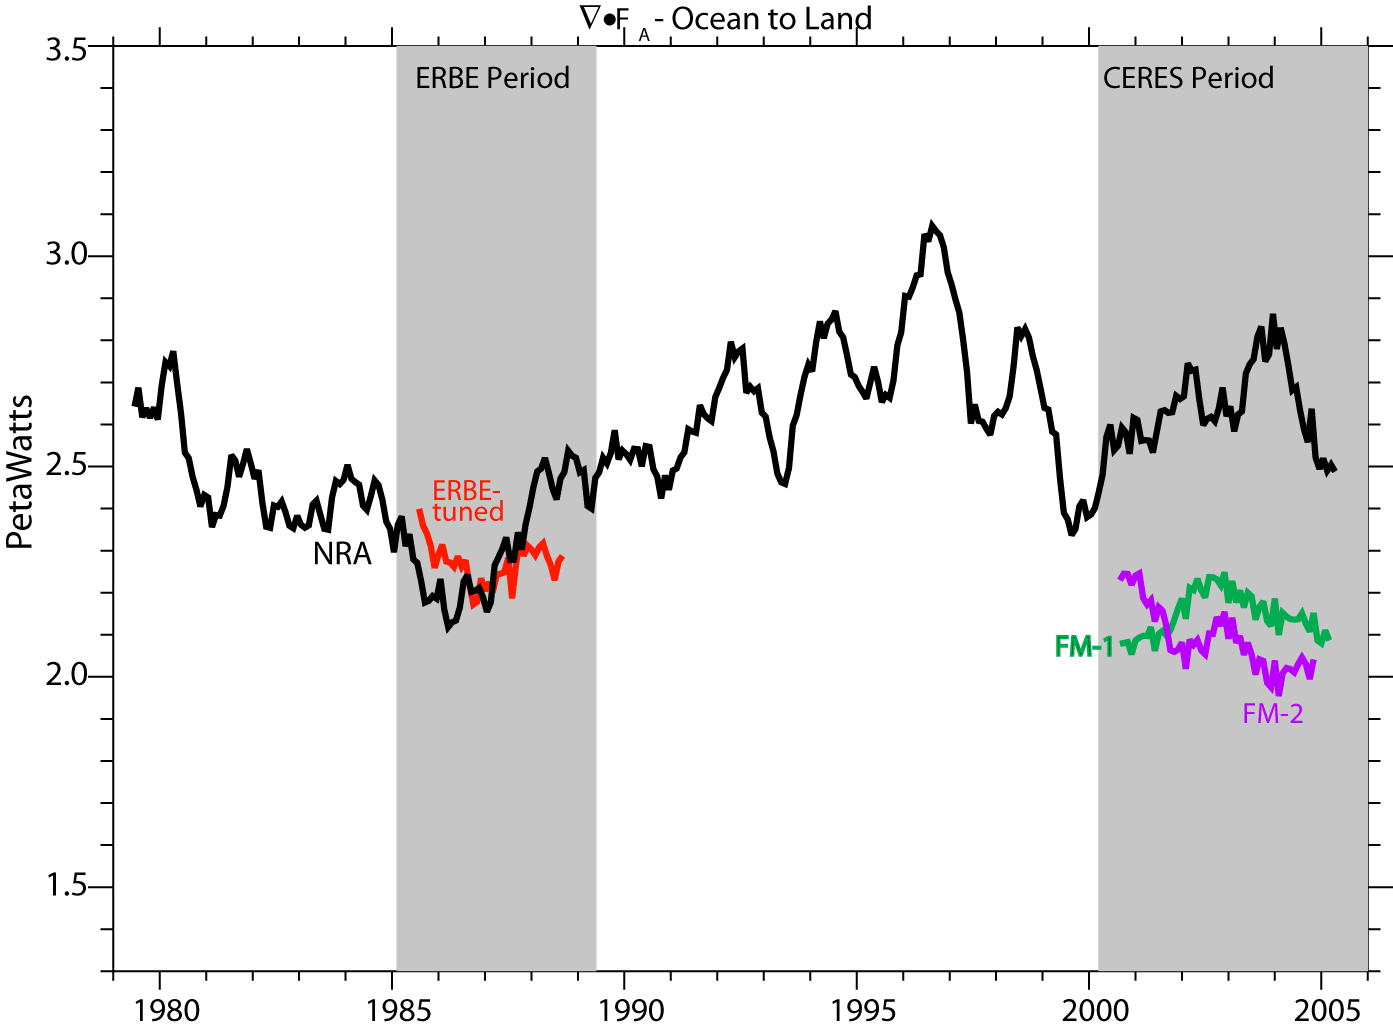 ∇•F A - Ocean to Land
3.5
ERBE Period
CERES Period
3.0
PetaWatts
2.5
ERBE-
tuned
NRA
FM-1
2.0
FM-2
1.5
1980 1985 1990 1995 2000 2005